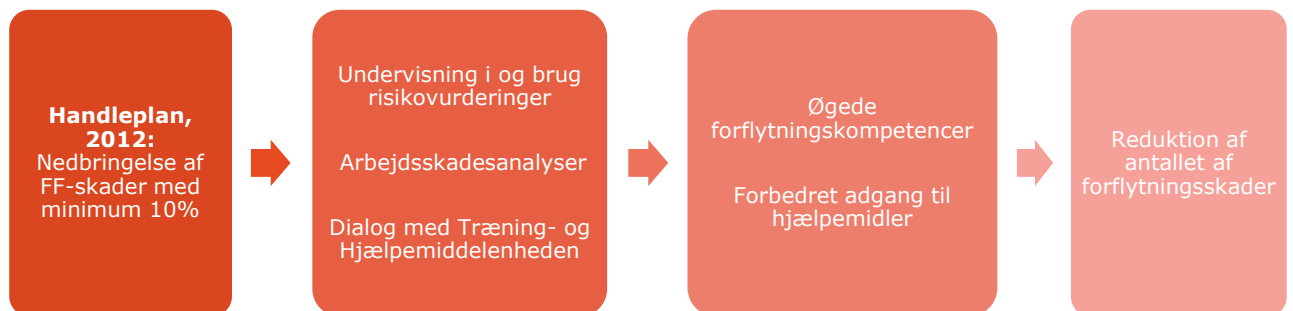 Handleplan,
2012:
Nedbringelse af
FF-skader med
minimum 10%
Undervisning i og brug
risikovurderinger
Arbejdsskadesanalyser
Dialog med Træning- og
Hjælpemiddelenheden
Øgede
forflytningskompetencer
Forbedret adgang til
hjælpemidler
Reduktion af
antallet af
forflytningsskader